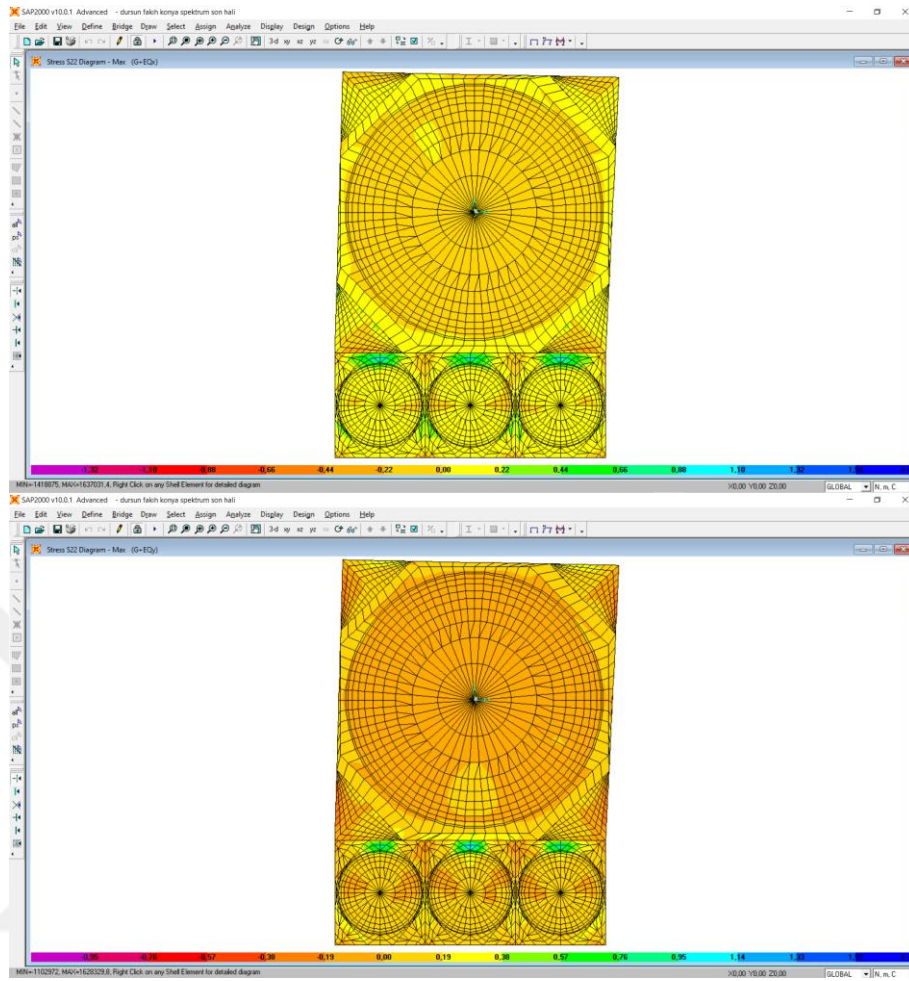 SAP2000 v10.0.1 Advanced - dursun fakih konya spektrum son hali
File Edit View Define Bridge Draw Select Assign Analyze Display Design Options Help
3-d xy xz yz
Stress S22 Diagram - Max (G+EQx)
-1,32 -1,10 -0,88 -0,66 -0,44 -0,22 0,00 0,22 0,44 0,66 0,88 1,10 1,32
MIN=-1418875, MAX=1637031,4, Right Click on any Shell Element for detailed diagram
X0,00 Y0,00 Z0,00 GLOBAL N, m, C
SAP2000 v10.0.1 Advanced - dursun fakih konya spektrum son hali
File Edit View Define Bridge Draw Select Assign Analyze Display Design Options Help
3-d xy xz yz
Stress S22 Diagram - Max (G+EQy)
-0,95 -0,76 -0,57 -0,38 -0,19 0,00 0,19 0,38 0,57 0,76 0,95 1,14 1,33
MIN=-1102972, MAX=1628329,8, Right Click on any Shell Element for detailed diagram
X0,00 Y0,00 Z0,00 GLOBAL N, m, C